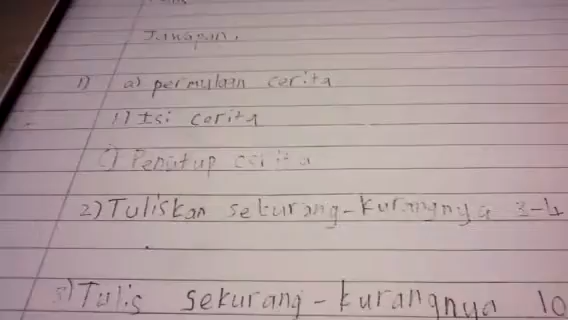 Jawapan.
1) a) permulaan cerita
1) Isi cerita
c) Penutup cerita
2) Tuliskan sekurang-kurangnya 3-4
3) Tulis sekurang-kurangnya 10